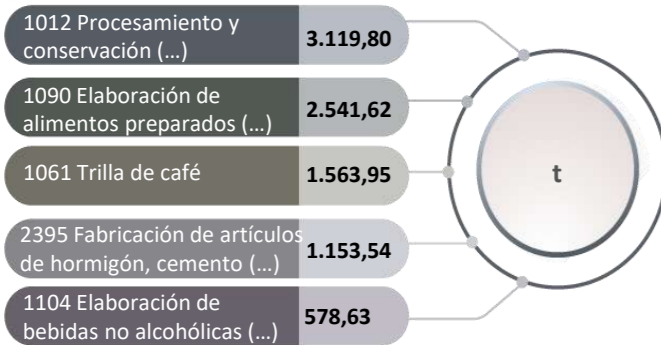 1012 Procesamiento y
conservación (...)
3.119,80
1090 Elaboración de
alimentos preparados (...)
2.541,62
1061 Trilla de café
1.563,95
t
2395 Fabricación de artículos
de hormigón, cemento (...)
1.153,54
1104 Elaboración de
bebidas no alcohólicas (...)
578,63